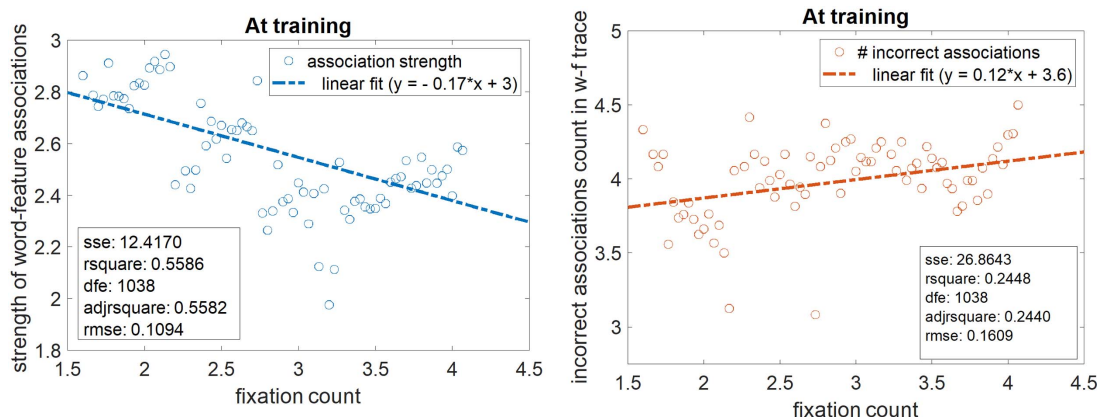 At training
association strength
linear fit (y = - 0.17*x + 3)
3
2.8
2.6
2.4
2.2
2
1.8
strength of word-feature associations
sse: 12.4170
rsquare: 0.5586
dfe: 1038
adjrsquare: 0.5582
rmse: 0.1094
1.5 2 2.5 3 3.5 4 4.5
fixation count
At training
# incorrect associations
linear fit (y = 0.12*x + 3.6)
5
4.5
4
3.5
3
incorrect associations count in w-f trace
sse: 26.8643
rsquare: 0.2448
dfe: 1038
adjrsquare: 0.2440
rmse: 0.1609
1.5 2 2.5 3 3.5 4 4.5
fixation count